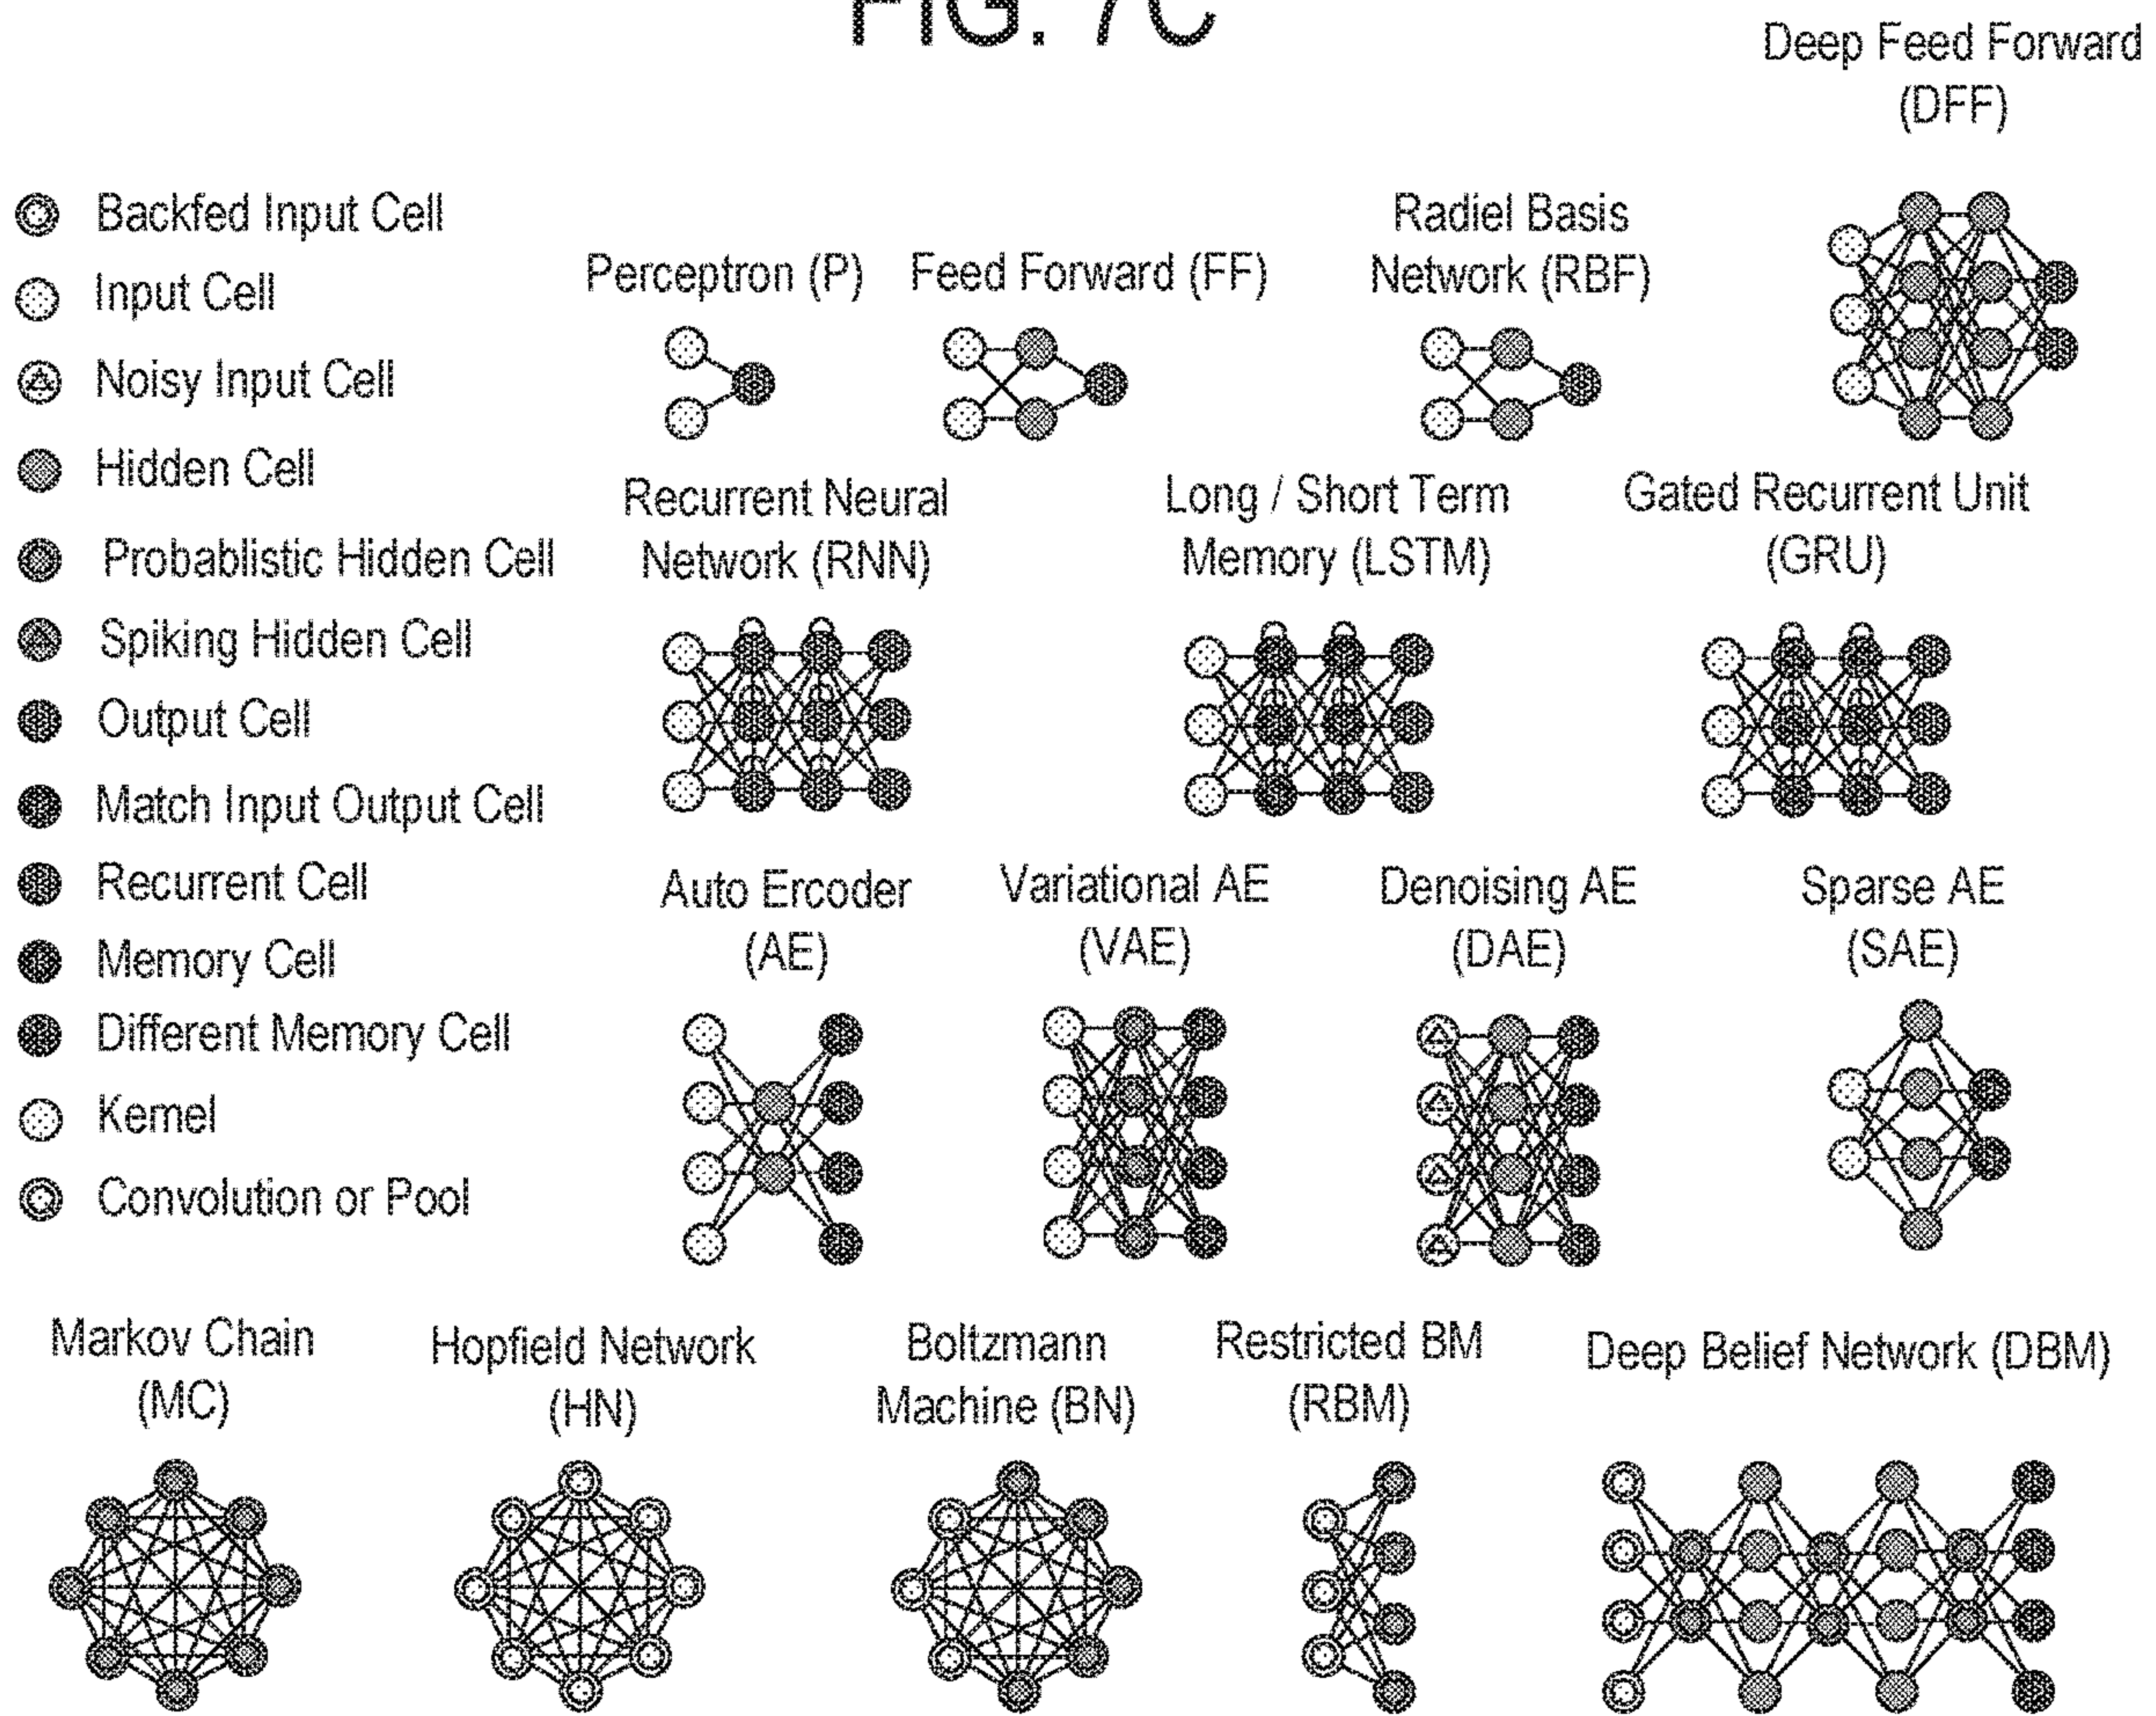 FIG. 7C
Deep Feed Forward
(DFF)
Backfed Input Cell
Input Cell
Noisy Input Cell
Hidden Cell
Probablistic Hidden Cell
Spiking Hidden Cell
Output Cell
Match Input Output Cell
Recurrent Cell
Memory Cell
Different Memory Cell
Kernel
Convolution or Pool
Perceptron (P)
Feed Forward (FF)
Radiel Basis
Network (RBF)
Recurrent Neural
Network (RNN)
Long / Short Term
Memory (LSTM)
Gated Recurrent Unit
(GRU)
Auto Ercoder
(AE)
Variational AE
(VAE)
Denoising AE
(DAE)
Sparse AE
(SAE)
Markov Chain
(MC)
Hopfield Network
(HN)
Boltzmann
Machine (BN)
Restricted BM
(RBM)
Deep Belief Network (DBM)